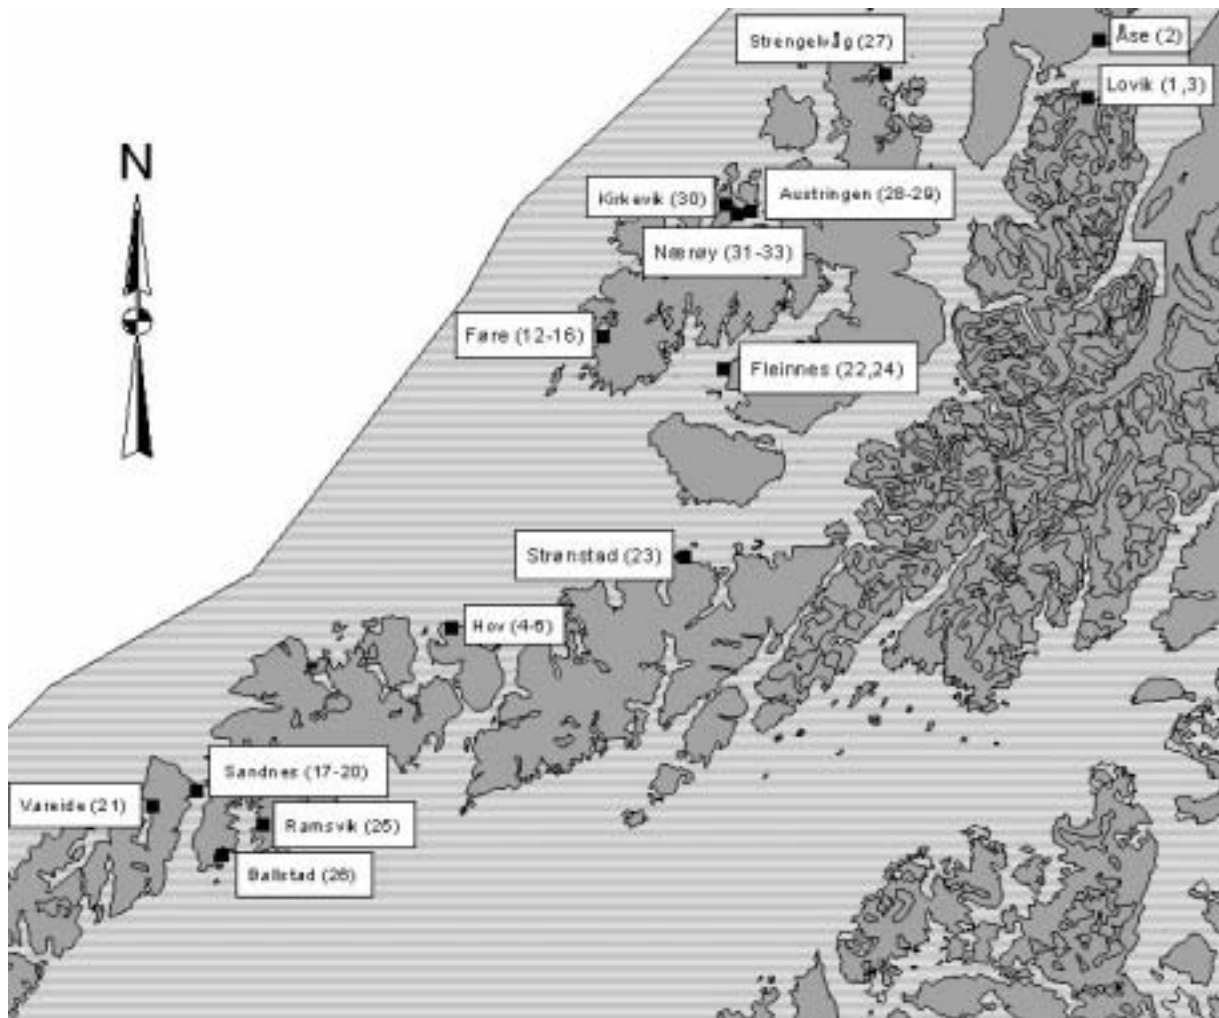 Åse (2)
Strengelvåg (27)
Lovik (1,3)
N
Kirkevik (30)
Austringen (28-29)
Nærøy (31-33)
Føre (12-16)
Fleinnes (22,24)
Strønstad (23)
Hov (4-6)
Sandnes (17-20)
Vareide (21)
Ramsvik (25)
Ballstad (26)